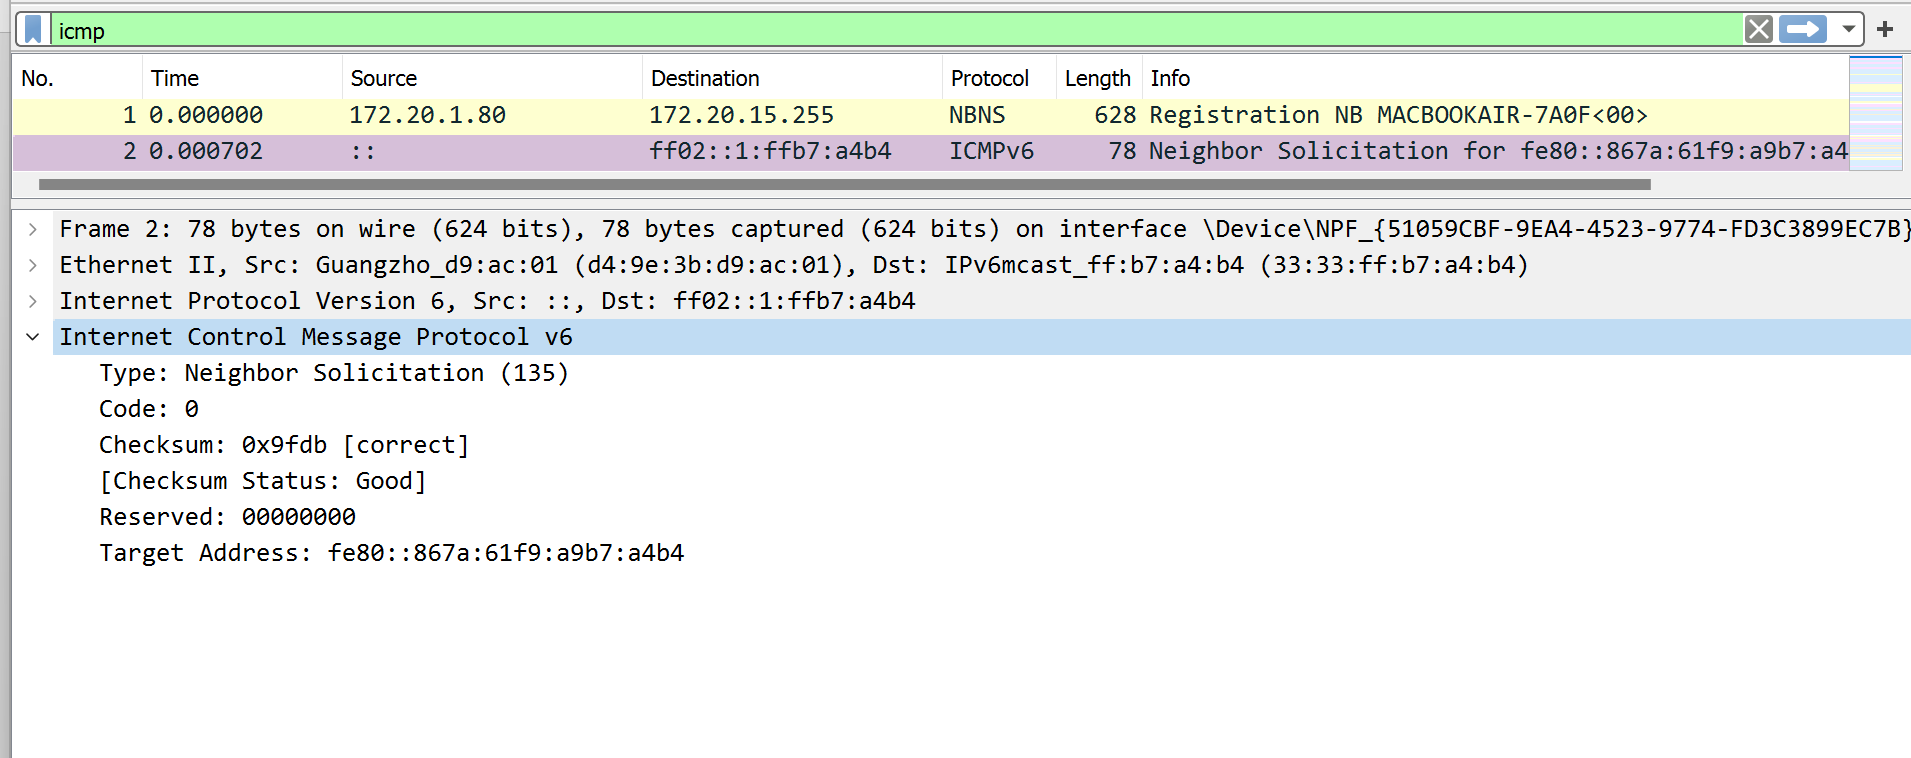 icmp
No. Time Source Destination Protocol Length Info
1 0.000000 172.20.1.80 172.20.15.255 NBNS 628 Registration NB MACBOOKAIR-7A0F<00>
2 0.000702 :: ff02::1:ffb7:a4b4 ICMPv6 78 Neighbor Solicitation for fe80::867a:61f9:a9b7:a4
Frame 2: 78 bytes on wire (624 bits), 78 bytes captured (624 bits) on interface \Device\NPF_{51059CBF-9EA4-4523-9774-FD3C3899EC7B}
Ethernet II, Src: Guangzho_d9:ac:01 (d4:9e:3b:d9:ac:01), Dst: IPv6mcast_ff:b7:a4:b4 (33:33:ff:b7:a4:b4)
Internet Protocol Version 6, Src: ::, Dst: ff02::1:ffb7:a4b4
Internet Control Message Protocol v6
Type: Neighbor Solicitation (135)
Code: 0
Checksum: 0x9fdb [correct]
[Checksum Status: Good]
Reserved: 00000000
Target Address: fe80::867a:61f9:a9b7:a4b4